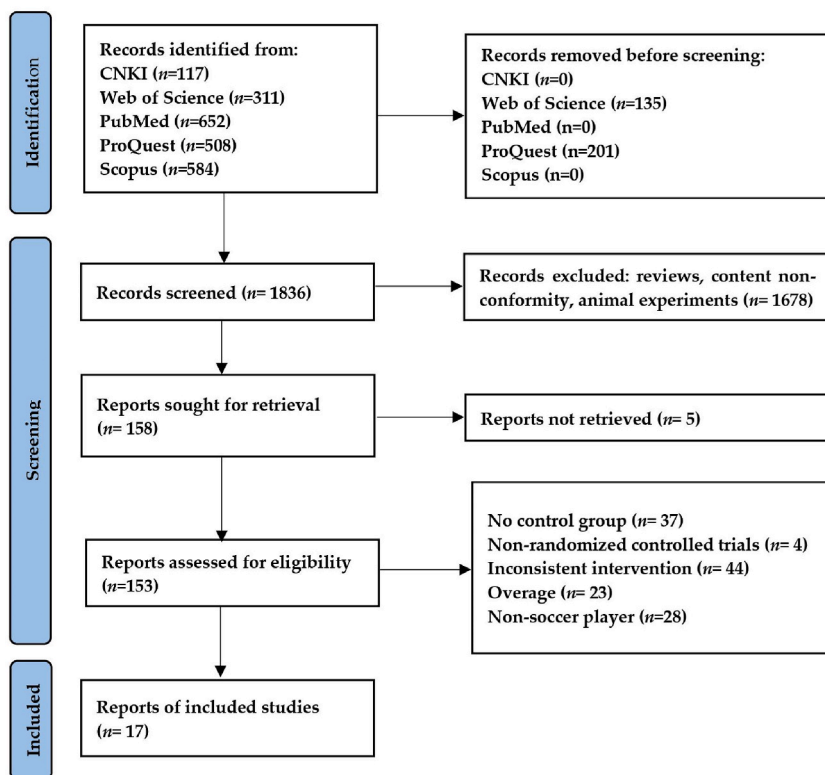 Identification
Records identified from:
CNKI (n=117)
Web of Science (n=311)
PubMed (n=652)
ProQuest (n=508)
Scopus (n=584)
Records removed before screening:
CNKI (n=0)
Web of Science (n=135)
PubMed (n=0)
ProQuest (n=201)
Scopus (n=0)
Screening
Records screened (n= 1836)
Records excluded: reviews, content non-
conformity, animal experiments (n= 1678)
Reports sought for retrieval
(n= 158)
Reports not retrieved (n= 5)
Reports assessed for eligibility
(n=153)
No control group (n= 37)
Non-randomized controlled trials (n= 4)
Inconsistent intervention (n= 44)
Overage (n= 23)
Non-soccer player (n=28)
Included
Reports of included studies
(n= 17)